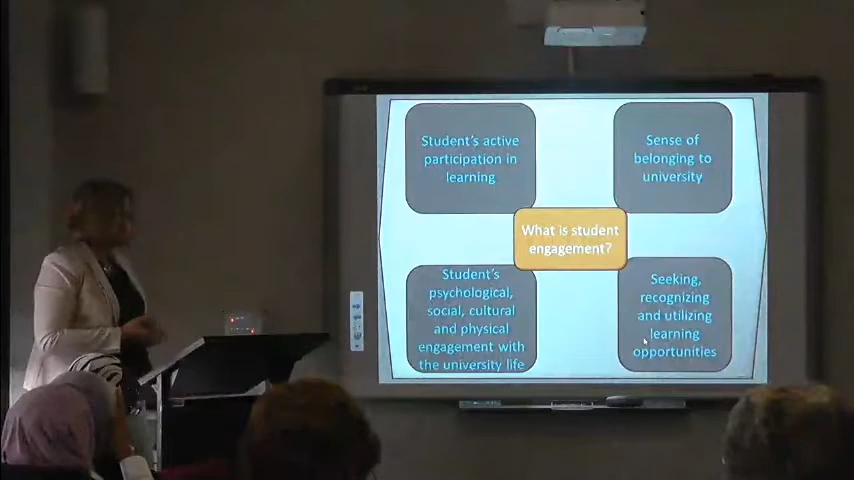 Student's active
participation in
learning
Sense of
belonging to
university
What is student
engagement?
Student's
psychological,
social, cultural
and physical
engagement with
the university life
Seeking,
recognizing
and utilizing
learning
opportunities